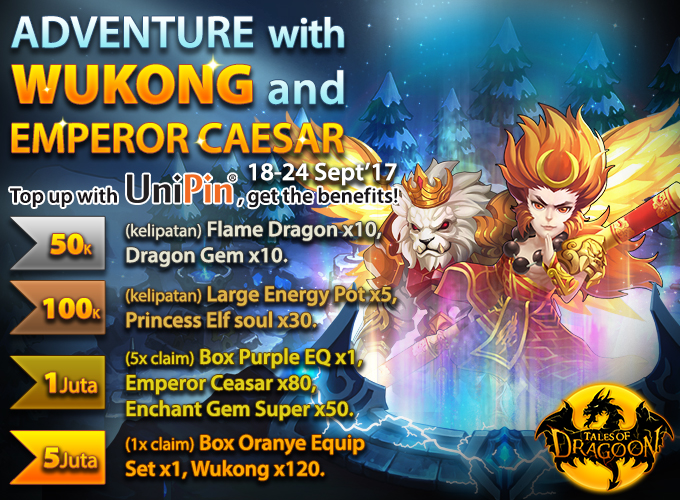 ADVENTURE with
WUKONG and
EMPEROR CAESAR
18-24 Sept'17
Top up with UniPin®, get the benefits!
50K
(kelipatan) Flame Dragon x10,
Dragon Gem x10.
100K
(kelipatan) Large Energy Pot x5,
Princess Elf soul x30.
1Juta
(5x claim) Box Purple EQ x1,
Emperor Ceasar x80,
Enchant Gem Super x50.
5Juta
(1x claim) Box Oranye Equip
Set x1, Wukong x120.
TALES OF
DRAGOON